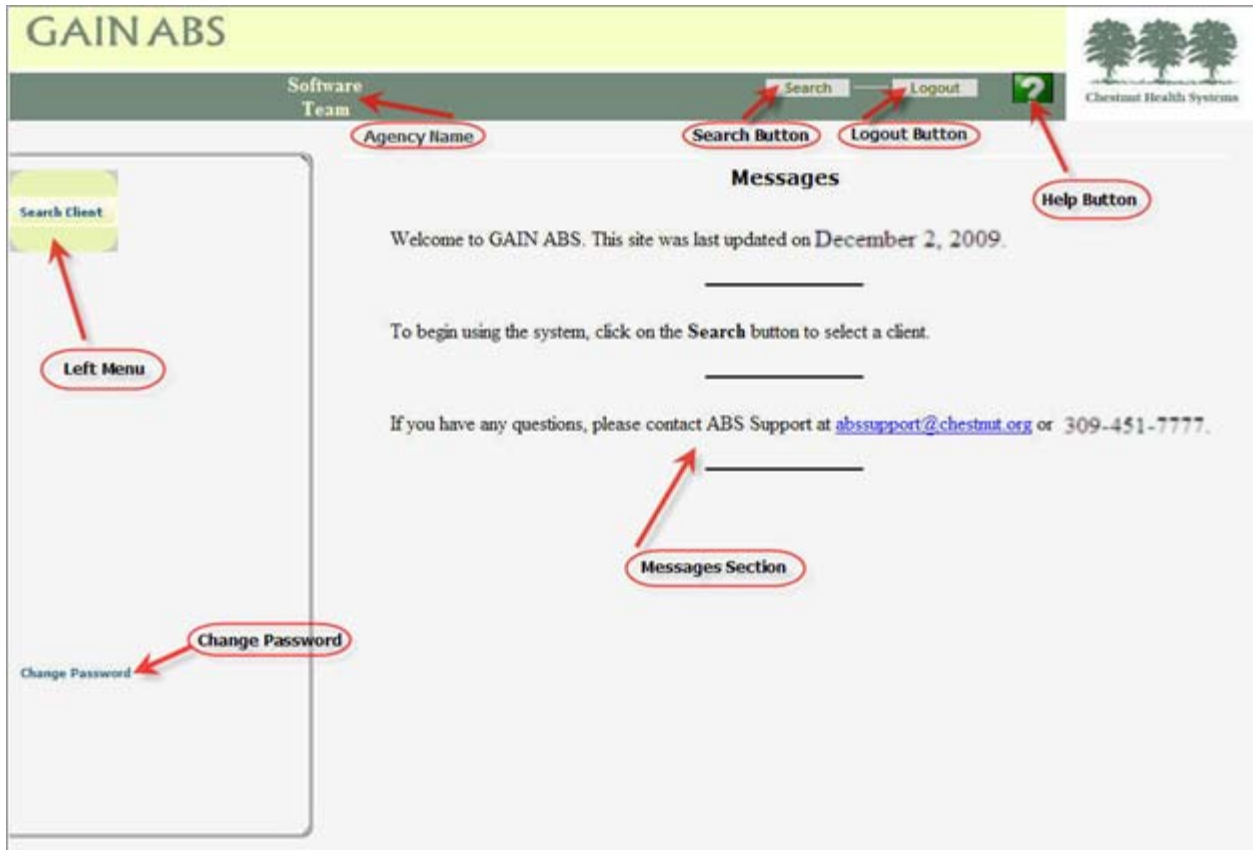 GAIN ABS
Software
Team
Search
Logout
?
Chestnut Health Systems
Agency Name
Search Button
Logout Button
Help Button
Search Client
Left Menu
Messages
Welcome to GAIN ABS. This site was last updated on December 2, 2009.
To begin using the system, click on the Search button to select a client.
If you have any questions, please contact ABS Support at abssupport@chestnut.org or 309-451-7777.
Messages Section
Change Password
Change Password